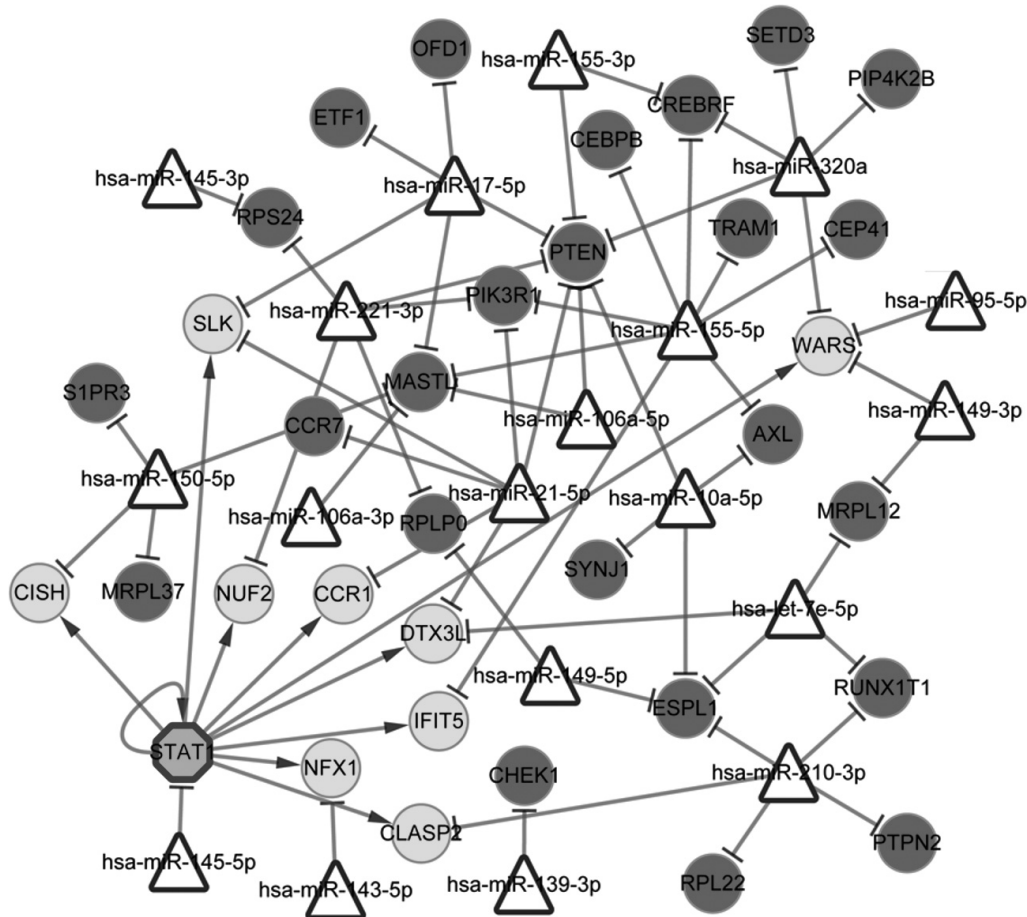 SETD3
OFD1
hsa-miR-155-3p
PIP4K2B
CREBRF
ETF1
CEBPB
hsa-miR-320a
hsa-miR-145-3p
hsa-miR-17-5p
RPS24
TRAM1
CEP41
PTEN
PIK3R1
hsa-miR-95-5p
hsa-miR-221-3p
SLK
hsa-miR-155-5p
WARS
MASTL
S1PR3
hsa-miR-149-3p
hsa-miR-106a-5p
CCR7
AXL
hsa-miR-150-5p
hsa-miR-21-5p
hsa-miR-10a-5p
hsa-miR-106a-3p
RPLP0
MRPL12
SYNJ1
CISH
MRPL37
NUF2
CCR1
hsa-let-7e-5p
DTX3L
hsa-miR-149-5p
RUNX1T1
ESPL1
IFIT5
STAT1
NFX1
CHEK1
hsa-miR-210-3p
CLASP2
PTPN2
hsa-miR-145-5p
hsa-miR-143-5p
hsa-miR-139-3p
RPL22